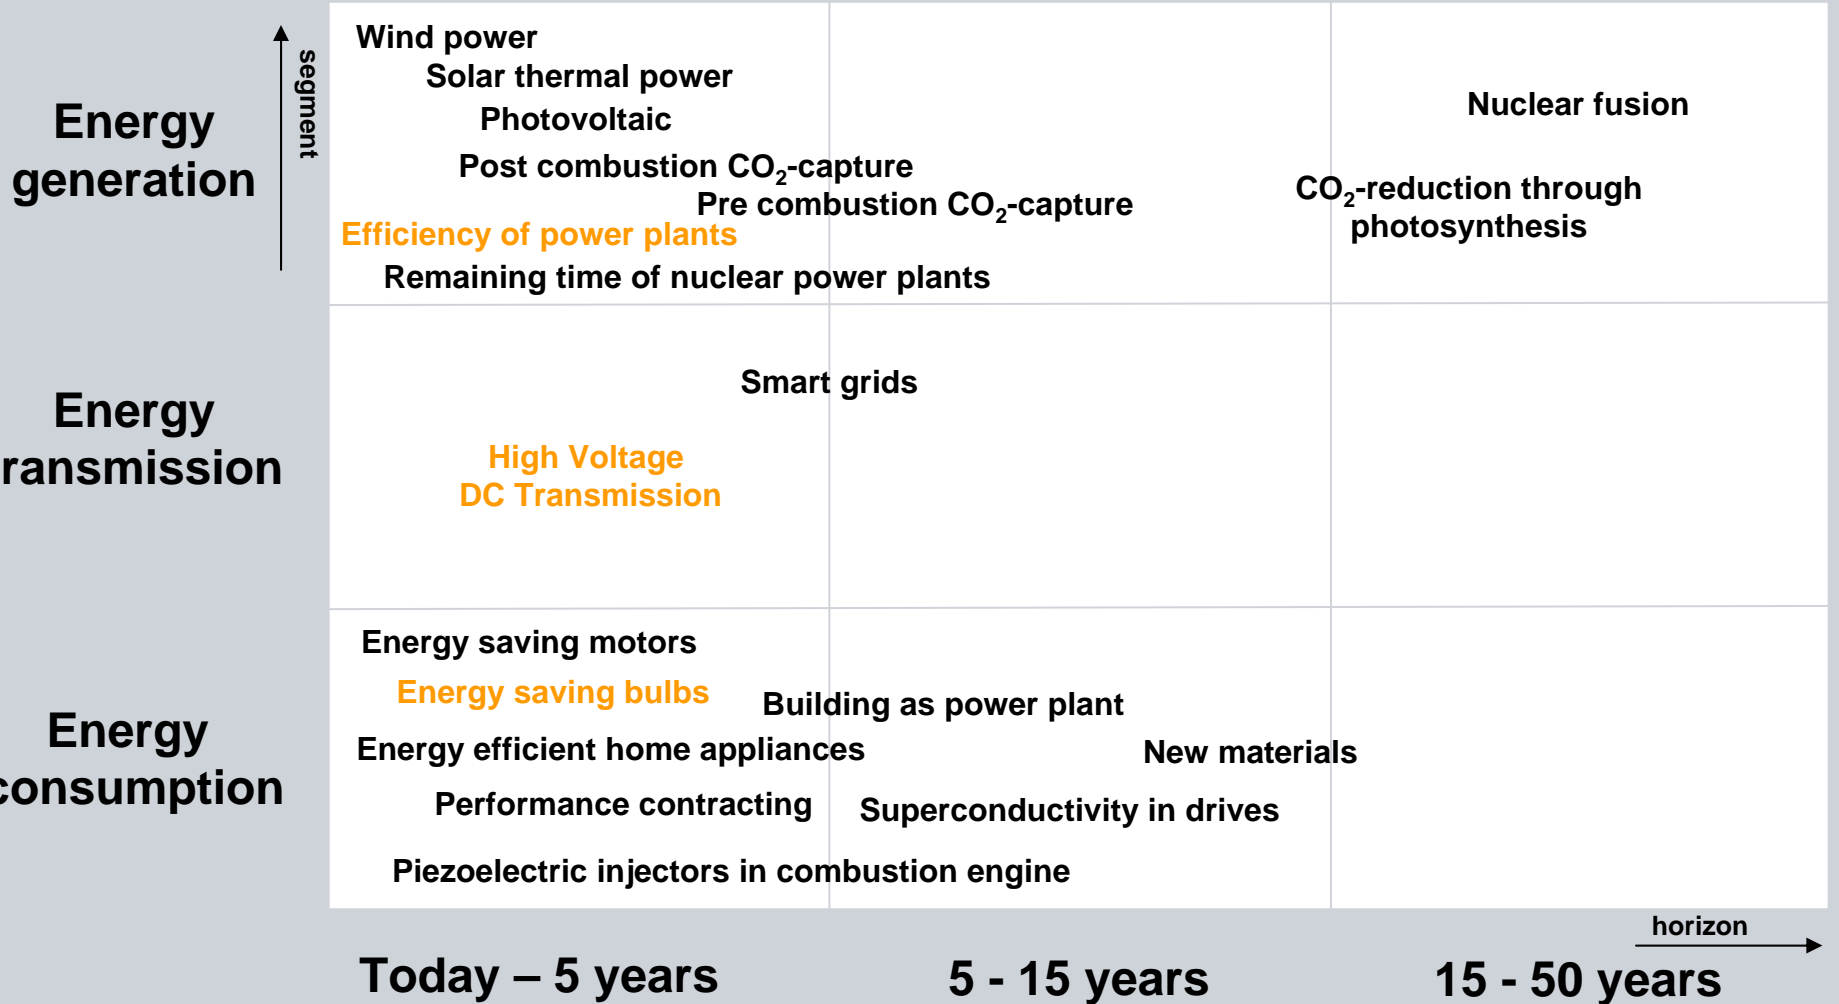 segment
Energy
generation
Wind power
Solar thermal power
Photovoltaic
Post combustion CO₂-capture
Pre combustion CO₂-capture
Efficiency of power plants
Remaining time of nuclear power plants
Nuclear fusion
CO₂-reduction through
photosynthesis
Energy
ransmission
Smart grids
High Voltage
DC Transmission
Energy
consumption
Energy saving motors
Energy saving bulbs
Building as power plant
Energy efficient home appliances
New materials
Performance contracting
Superconductivity in drives
Piezoelectric injectors in combustion engine
horizon
Today – 5 years
5 - 15 years
15 - 50 years